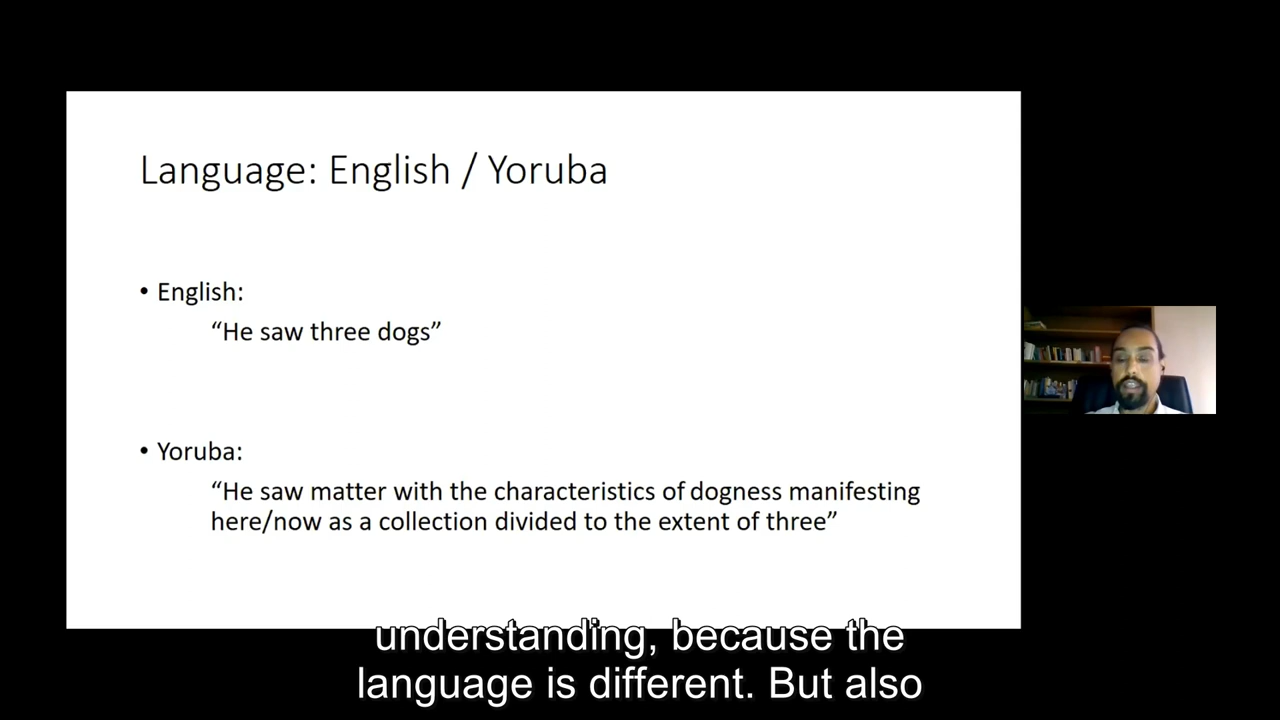 Language: English / Yoruba
• English:
“He saw three dogs”
• Yoruba:
“He saw matter with the characteristics of dogness manifesting
here/now as a collection divided to the extent of three”
understanding, because the
language is different. But also